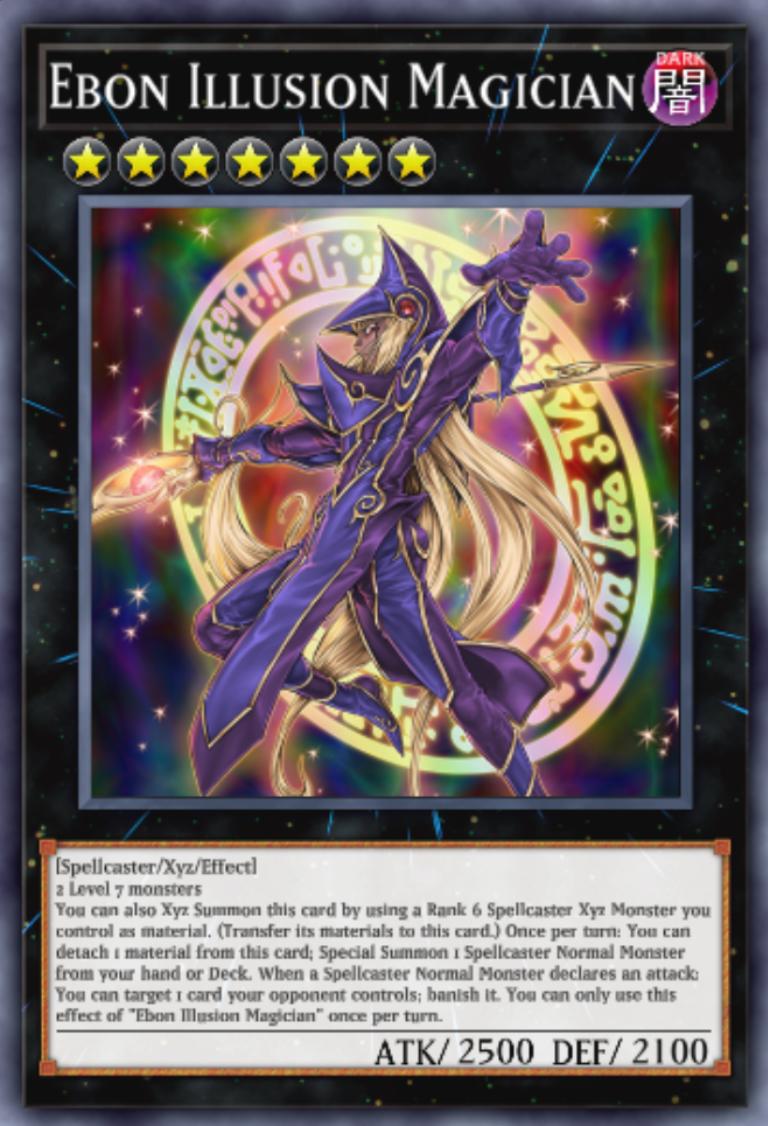 Ebon Illusion Magician
DARK
闇
[Spellcaster/Xyz/Effect]
2 Level 7 monsters
You can also Xyz Summon this card by using a Rank 6 Spellcaster Xyz Monster you
control as material. (Transfer its materials to this card.) Once per turn: You can
detach 1 material from this card; Special Summon 1 Spellcaster Normal Monster
from your hand or Deck. When a Spellcaster Normal Monster declares an attack:
You can target 1 card your opponent controls; banish it. You can only use this
effect of "Ebon Illusion Magician" once per turn.
ATK/ 2500 DEF/ 2100